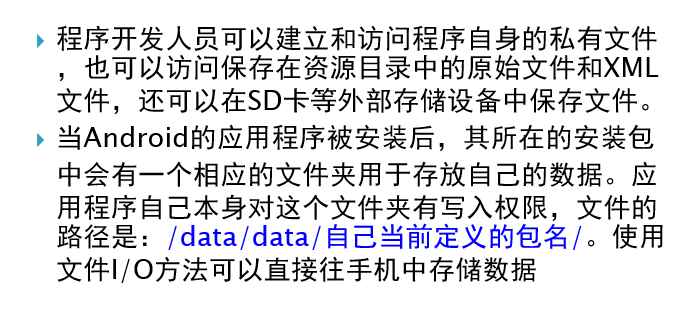 程序开发人员可以建立和访问程序自身的私有文件
，也可以访问保存在资源目录中的原始文件和XML
文件，还可以在SD卡等外部存储设备中保存文件。
当Android的应用程序被安装后，其所在的安装包
中会有一个相应的文件夹用于存放自己的数据。应
用程序自己本身对这个文件夹有写入权限，文件的
路径是：/data/data/自己当前定义的包名/。使用
文件I/O方法可以直接往手机中存储数据